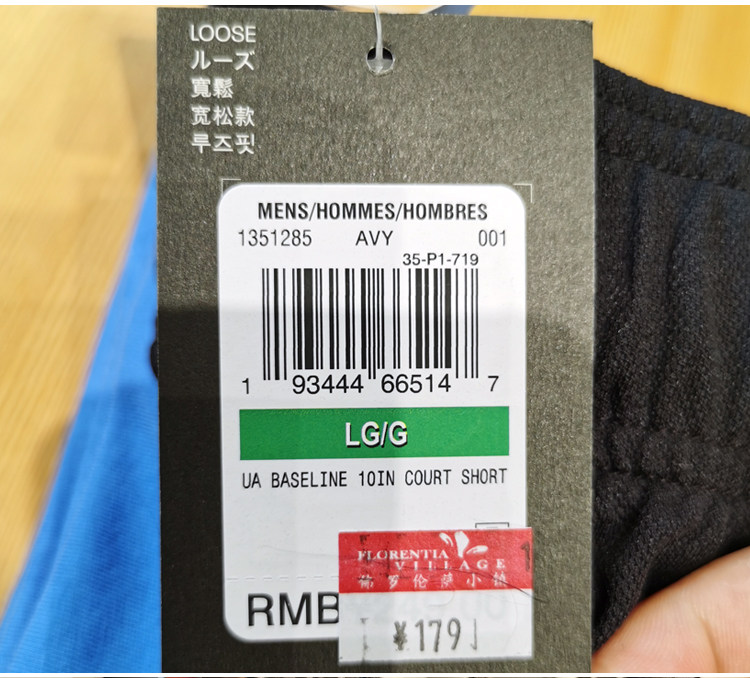 LOOSE
ルーズ
寬鬆
宽松款
루즈핏
MENS/HOMMES/HOMBRES
1351285 AVY 001
35-P1-719
1 93444 66514 7
LG/G
UA BASELINE 10IN COURT SHORT
FLORENTIA
VILLAGE
佛罗伦萨小镇
RMB
¥179